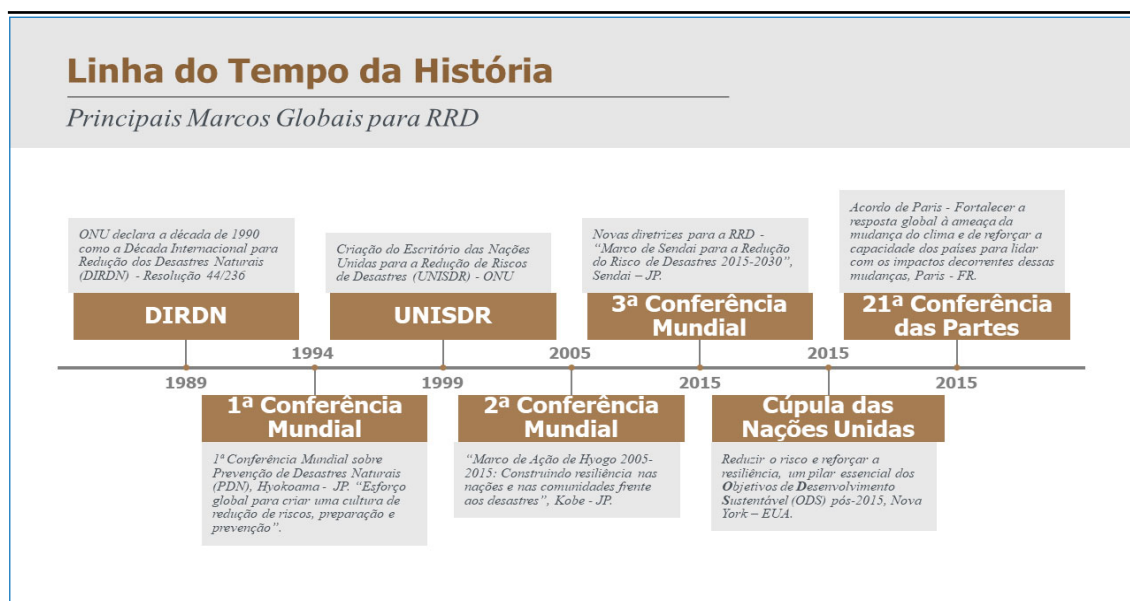 Linha do Tempo da História
Principais Marcos Globais para RRD
ONU declara a década de 1990
como a Década Internacional para
Redução dos Desastres Naturais
(DIRDN) - Resolução 44/236
DIRDN
1989
1994
1ª Conferência
Mundial
1ª Conferência Mundial sobre
Prevenção de Desastres Naturais
(PDN), Hyokoama - JP. “Esforço
global para criar uma cultura de
redução de riscos, preparação e
prevenção”.
Criação do Escritório das Nações
Unidas para a Redução de Riscos
de Desastres (UNISDR) - ONU
UNISDR
1999
2005
2ª Conferência
Mundial
“Marco de Ação de Hyogo 2005-
2015: Construindo resiliência nas
nações e nas comunidades frente
aos desastres”, Kobe - JP.
Novas diretrizes para a RRD -
“Marco de Sendai para a Redução
do Risco de Desastres 2015-2030”,
Sendai – JP.
3ª Conferência
Mundial
2015
2015
Cúpula das
Nações Unidas
Reduzir o risco e reforçar a
resiliência, um pilar essencial dos
Objetivos de Desenvolvimento
Sustentável (ODS) pós-2015, Nova
York – EUA.
Acordo de Paris - Fortalecer a
resposta global à ameaça da
mudança do clima e de reforçar a
capacidade dos países para lidar
com os impactos decorrentes dessas
mudanças, Paris - FR.
21ª Conferência
das Partes
2015